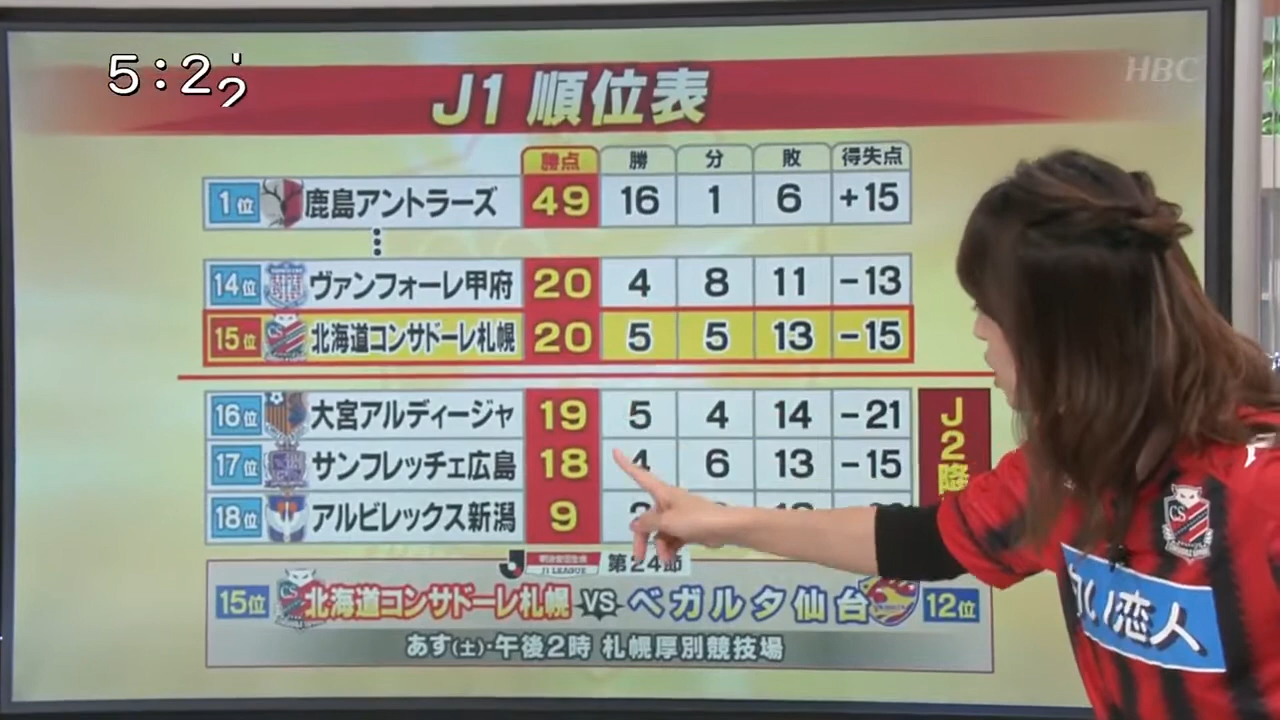 5:2
HBC
J1 順位表
勝点 勝 分 敗 得失点
1位 鹿島アントラーズ 49 16 1 6 +15
14位 ヴァンフォーレ甲府 20 4 8 11 -13
15位 北海道コンサドーレ札幌 20 5 5 13 -15
16位 大宮アルディージャ 19 5 4 14 -21
17位 サンフレッチェ広島 18 4 6 13 -15
18位 アルビレックス新潟 9
J2降
J1 LEAGUE 第24節
15位 北海道コンサドーレ札幌 VS ベガルタ仙台 12位
あす(土)・午後2時 札幌厚別競技場
CS
い恋人